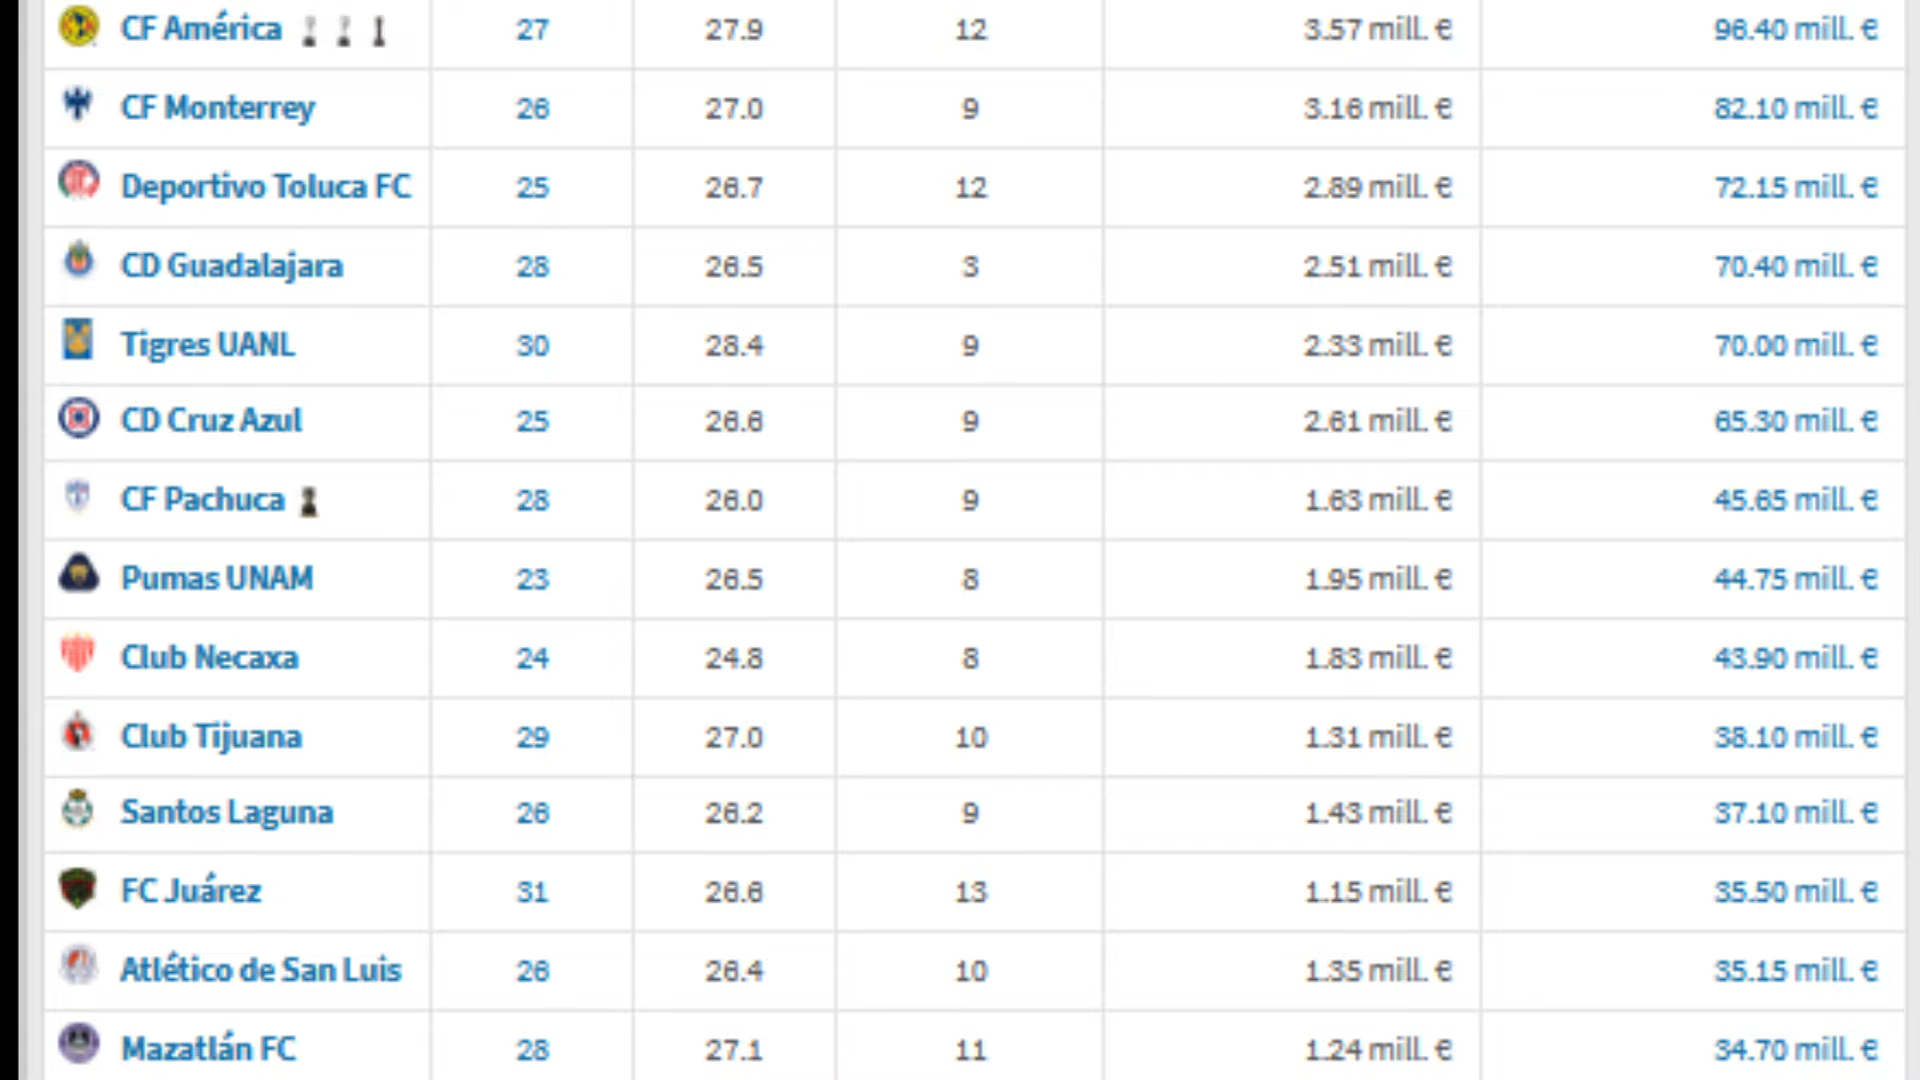 CF América 27 27.9 12 3.57 mill. € 96.40 mill. €
CF Monterrey 26 27.0 9 3.16 mill. € 82.10 mill. €
Deportivo Toluca FC 25 26.7 12 2.89 mill. € 72.15 mill. €
CD Guadalajara 28 26.5 3 2.51 mill. € 70.40 mill. €
Tigres UANL 30 28.4 9 2.33 mill. € 70.00 mill. €
CD Cruz Azul 25 26.6 9 2.61 mill. € 65.30 mill. €
CF Pachuca 28 26.0 9 1.63 mill. € 45.65 mill. €
Pumas UNAM 23 26.5 8 1.95 mill. € 44.75 mill. €
Club Necaxa 24 24.8 8 1.83 mill. € 43.90 mill. €
Club Tijuana 29 27.0 10 1.31 mill. € 38.10 mill. €
Santos Laguna 26 26.2 9 1.43 mill. € 37.10 mill. €
FC Juárez 31 26.6 13 1.15 mill. € 35.50 mill. €
Atlético de San Luis 26 26.4 10 1.35 mill. € 35.15 mill. €
Mazatlán FC 28 27.1 11 1.24 mill. € 34.70 mill. €